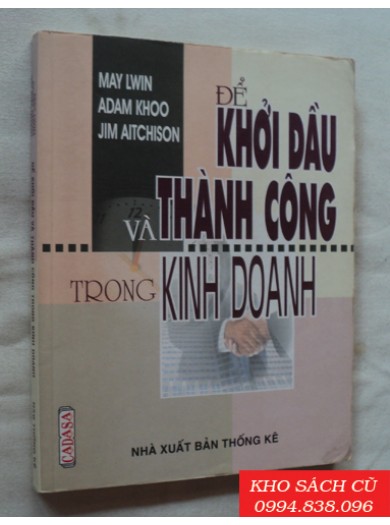 MAY LWIN
ADAM KHOO
JIM AITCHISON
ĐỂ
KHỞI DẦU
VÀ THÀNH CÔNG
TRONG KINH DOANH
CADASA
NHÀ XUẤT BẢN THỐNG KÊ
KHO SÁCH CŨ
0994.838.096